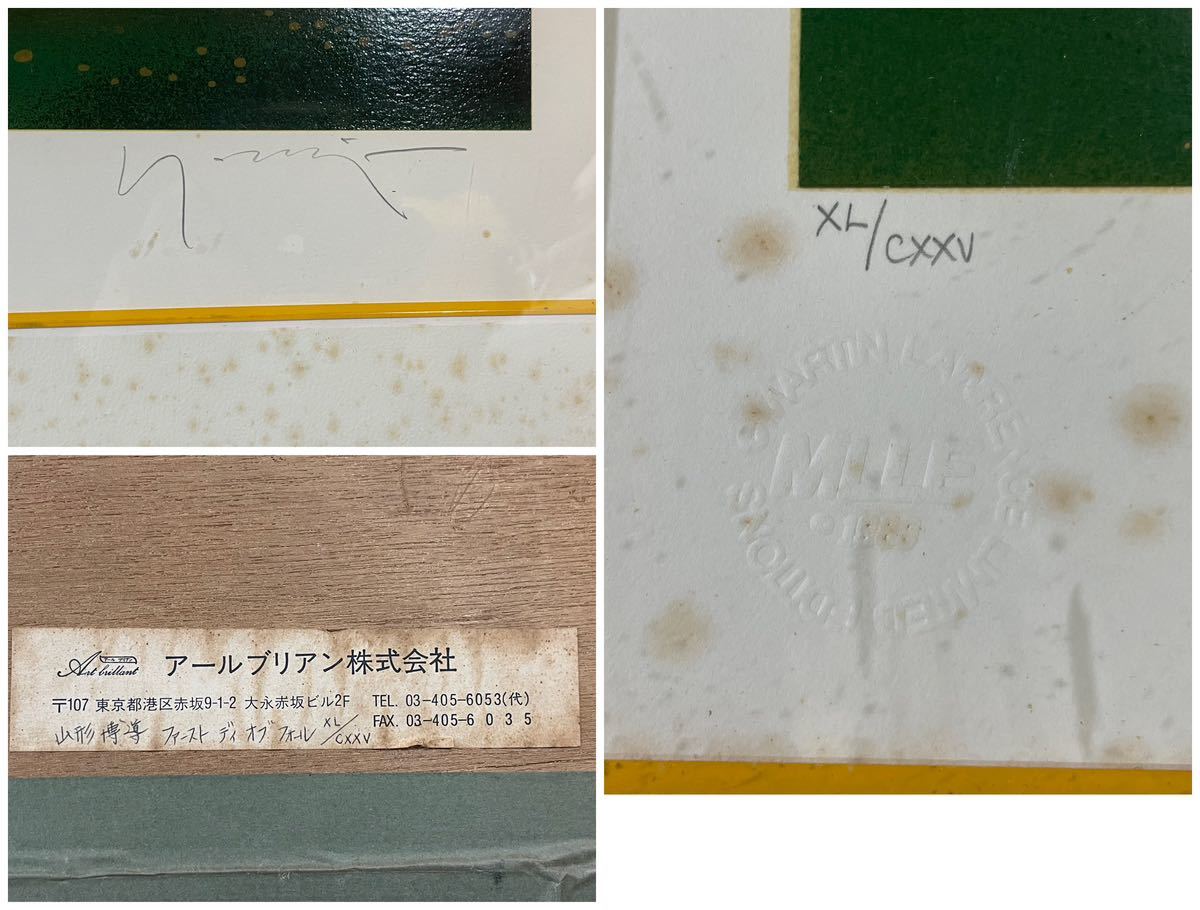 XL/CXXV
MARTIN LAWRENCE LIMITED EDITIONS
© 198
Art brillant
アールブリアン株式会社
〒107 東京都港区赤坂9-1-2 大永赤坂ビル2F TEL. 03-405-6053(代)
FAX. 03-405-6035
山形 博導 ファースト ディ オブ フォール XL/CXXV